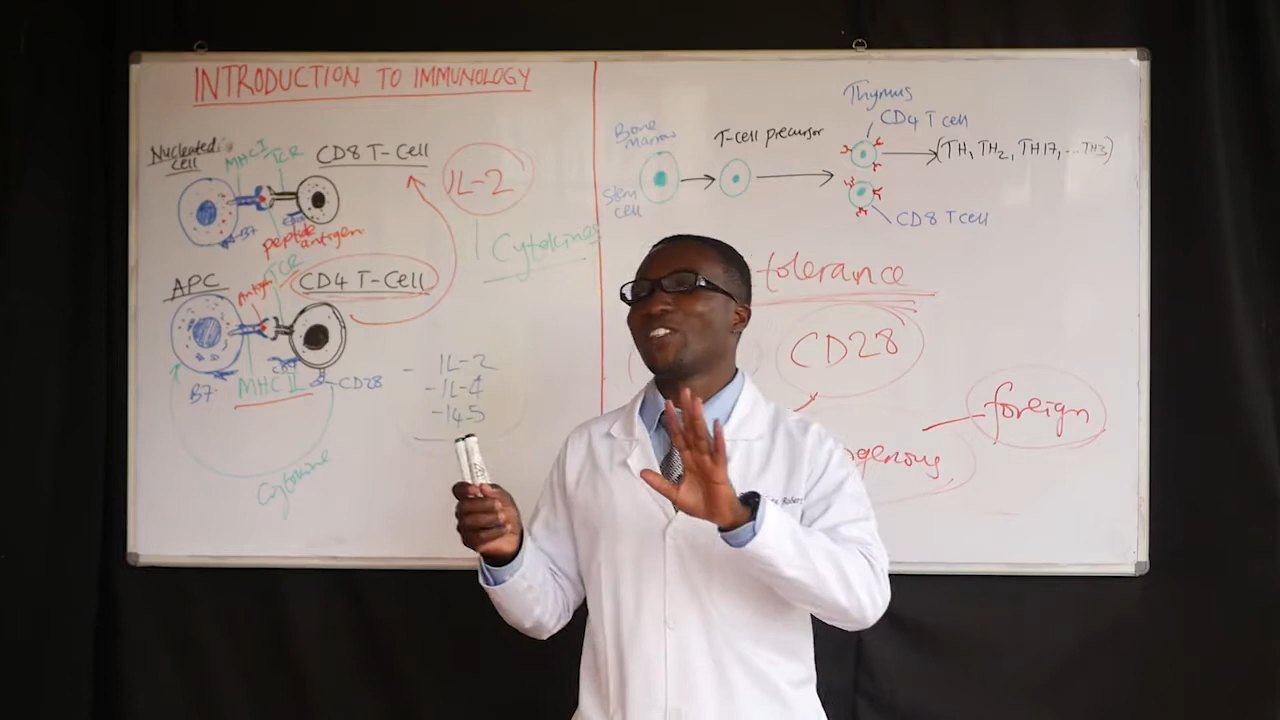 INTRODUCTION TO IMMUNOLOGY
Nucleated
cell
MHC I
TCR
CD8 T-Cell
IL-2
B7
peptide
antigen
Cytokines
APC
TCR
CD4 T-Cell
MHC II
B7
CD28
Cytokine
- IL-2
- IL-4
- IL-5
Bone
marrow
Stem
cell
T-cell precursor
Thymus
CD4 T cell
(TH1, TH2, TH17, ... TH3)
CD8 T cell
tolerance
CD28
foreign
genous